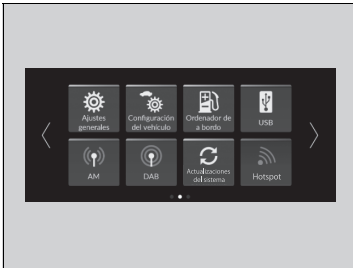 Ajustes
generales
Configuración
del vehículo
Ordenador de
a bordo
USB
AM
DAB
Actualizaciones
del sistema
Hotspot